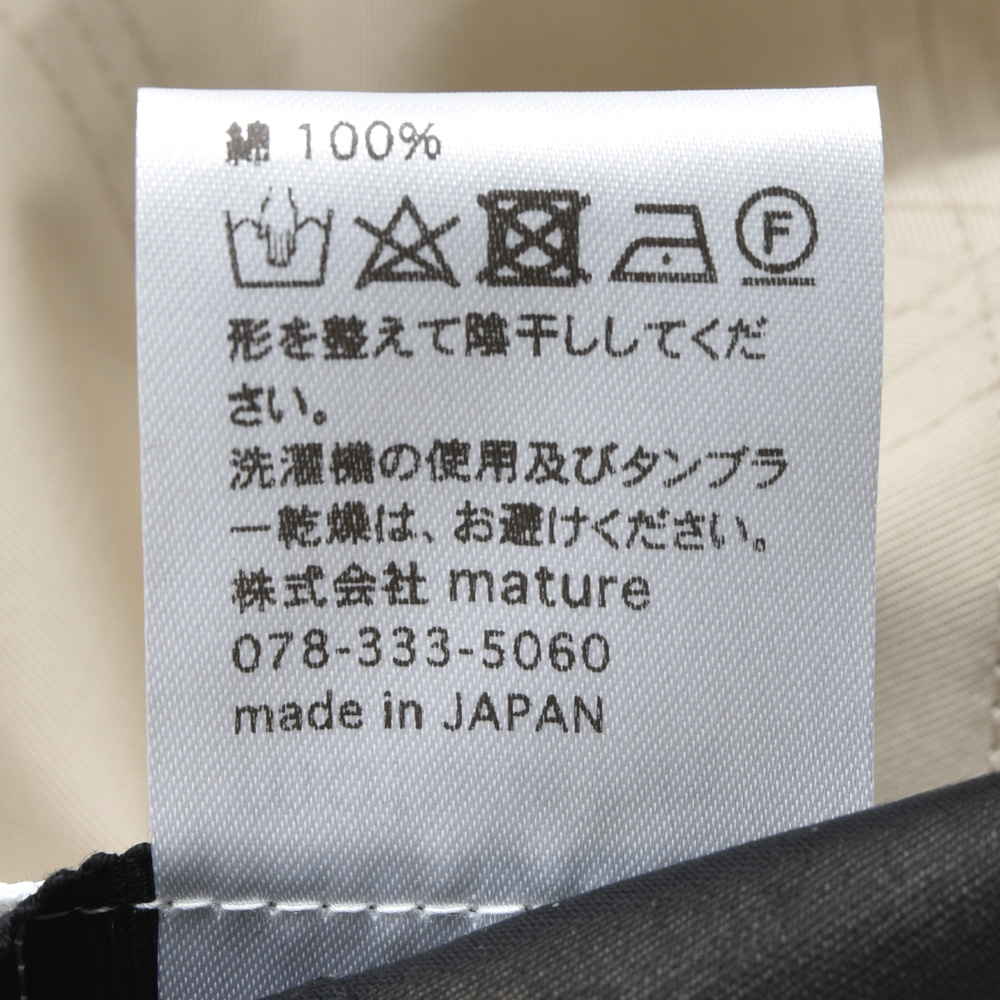 綿 100%
F
形を整えて陰干ししてくだ
さい。
洗濯機の使用及びタンブラ
ー乾燥は、お避けください。
株式会社 mature
078-333-5060
made in JAPAN